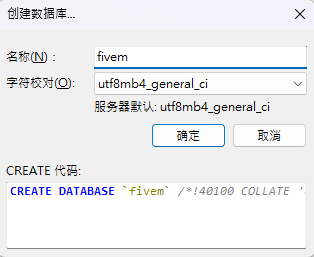 创建数据库...
名称(N)：
fivem
字符校对(O):
utf8mb4_general_ci
服务器默认: utf8mb4_general_ci
确定
取消
CREATE 代码:
CREATE DATABASE `fivem` /*!40100 COLLATE '